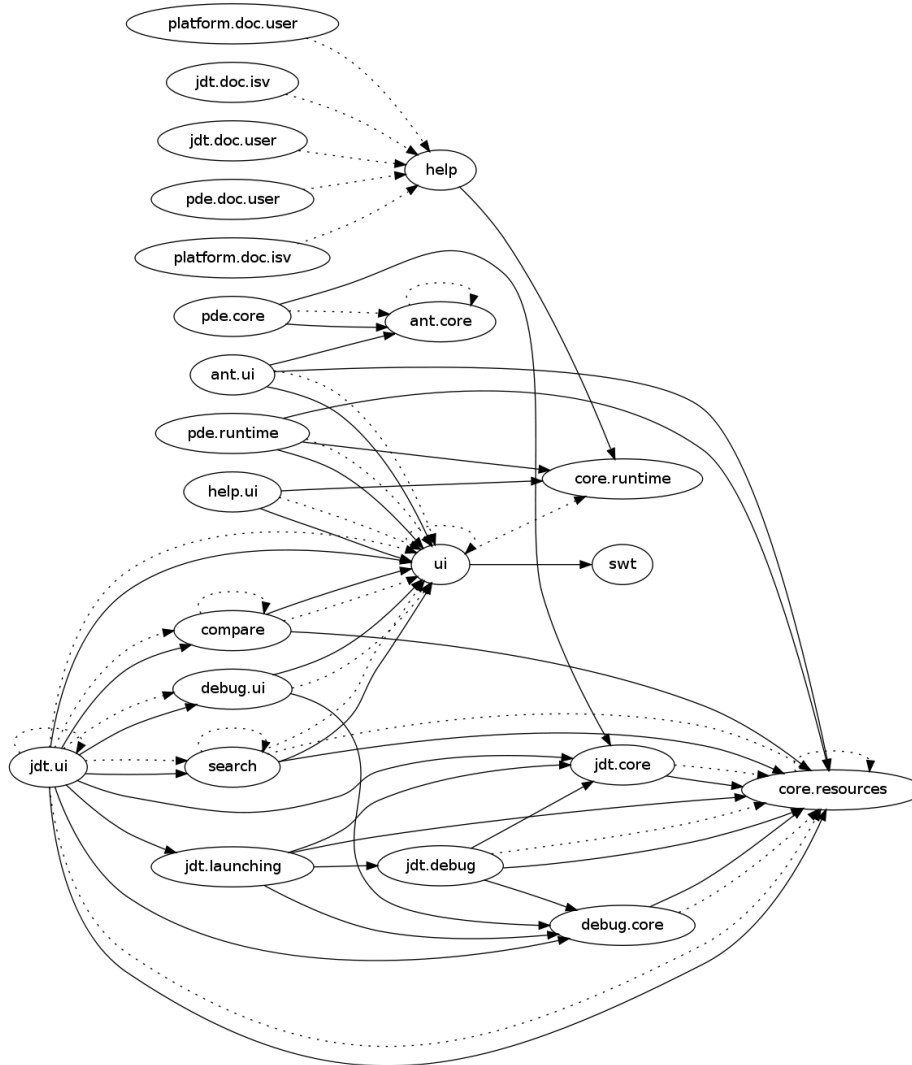 platform.doc.user
jdt.doc.isv
jdt.doc.user
help
pde.doc.user
platform.doc.isv
pde.core
ant.core
ant.ui
pde.runtime
core.runtime
help.ui
ui
swt
compare
debug.ui
jdt.ui
search
jdt.core
core.resources
jdt.launching
jdt.debug
debug.core